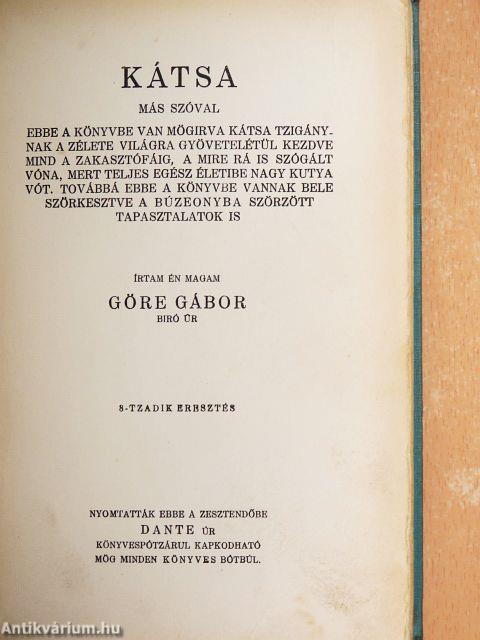 KÁTSA
MÁS SZÓVAL
EBBE A KÖNYVBE VAN MÖGIRVA KÁTSA TZIGÁNY-
NAK A ZÉLETE VILÁGRA GYÖVETELÉTÜL KEZDVE
MIND A ZAKASZTÓFÁIG, A MIRE RÁ IS SZÓGÁLT
VÓNA, MERT TELJES EGÉSZ ÉLETIBE NAGY KUTYA
VÓT. TOVÁBBÁ EBBE A KÖNYVBE VANNAK BELE
SZÖRKESZTVE A BÚZEONYBA SZÖRZÖTT
TAPASZTALATOK IS
ÍRTAM ÉN MAGAM
GÖRE GÁBOR
BIRÓ ÚR
8-TZADIK ERESZTÉS
NYOMTATTÁK EBBE A ZESZTENDŐBE
DANTE ÚR
KÖNYVESPÓTZÁRUL KAPKODHATÓ
MÖG MINDEN KÖNYVES BÓTBÚL.
Antikvárium.hu